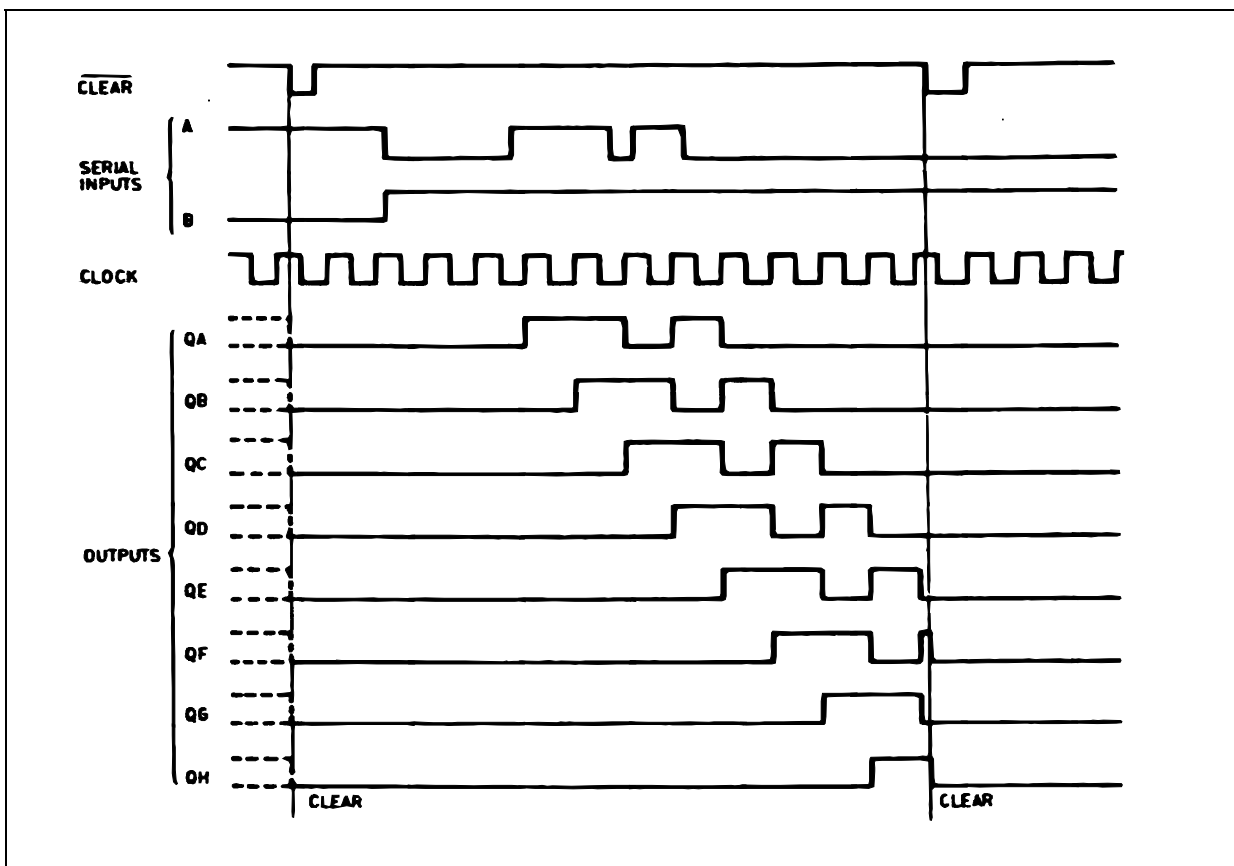 CLEAR
A
SERIAL
INPUTS
B
CLOCK
QA
QB
QC
QD
OUTPUTS
QE
QF
QG
QH
CLEAR
CLEAR